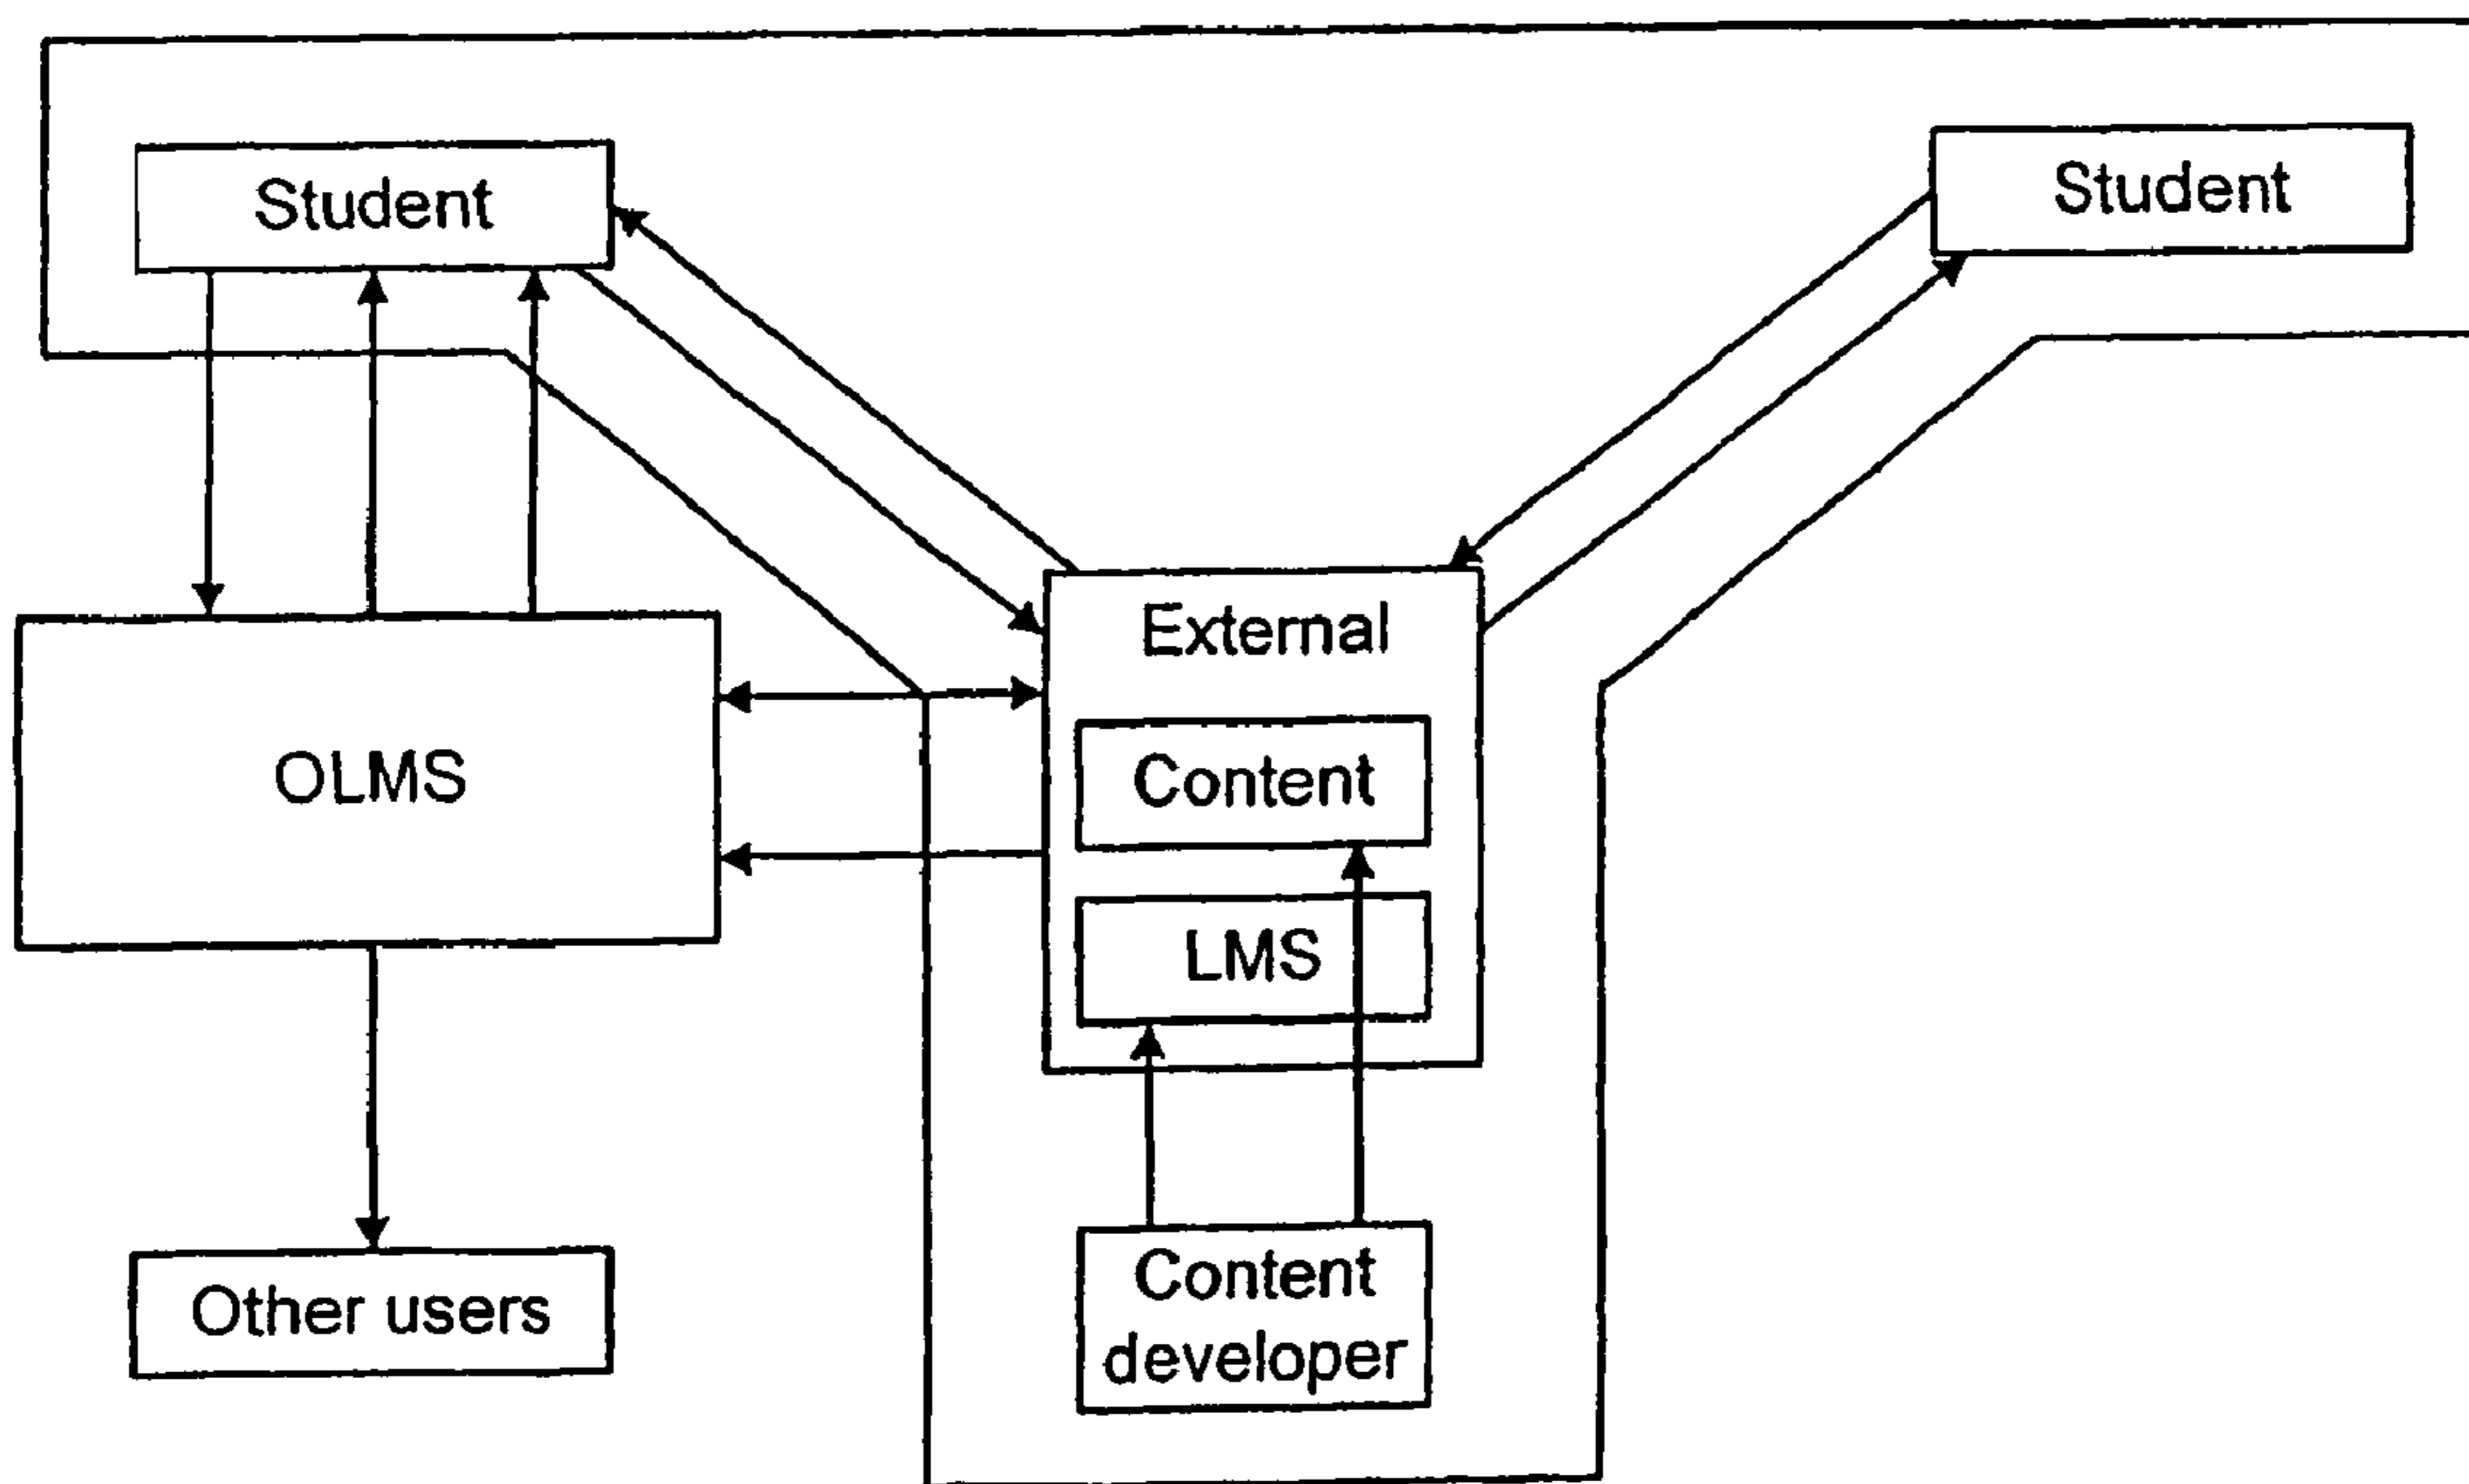 Student
Student
External
Content
OLMS
LMS
Content
developer
Other users